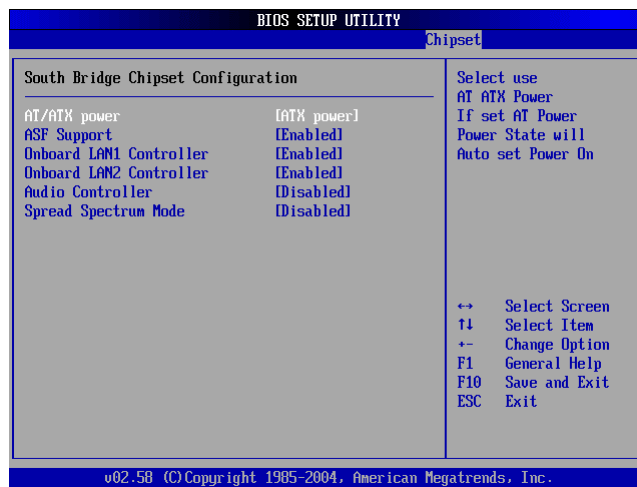 BIOS SETUP UTILITY
Chipset
South Bridge Chipset Configuration
AT/ATX power [ATX power]
ASF Support [Enabled]
Onboard LAN1 Controller [Enabled]
Onboard LAN2 Controller [Enabled]
Audio Controller [Disabled]
Spread Spectrum Mode [Disabled]
Select use
AT ATX Power
If set AT Power
Power State will
Auto set Power On
↔ Select Screen
↑↓ Select Item
+- Change Option
F1 General Help
F10 Save and Exit
ESC Exit
v02.58 (C)Copyright 1985-2004, American Megatrends, Inc.